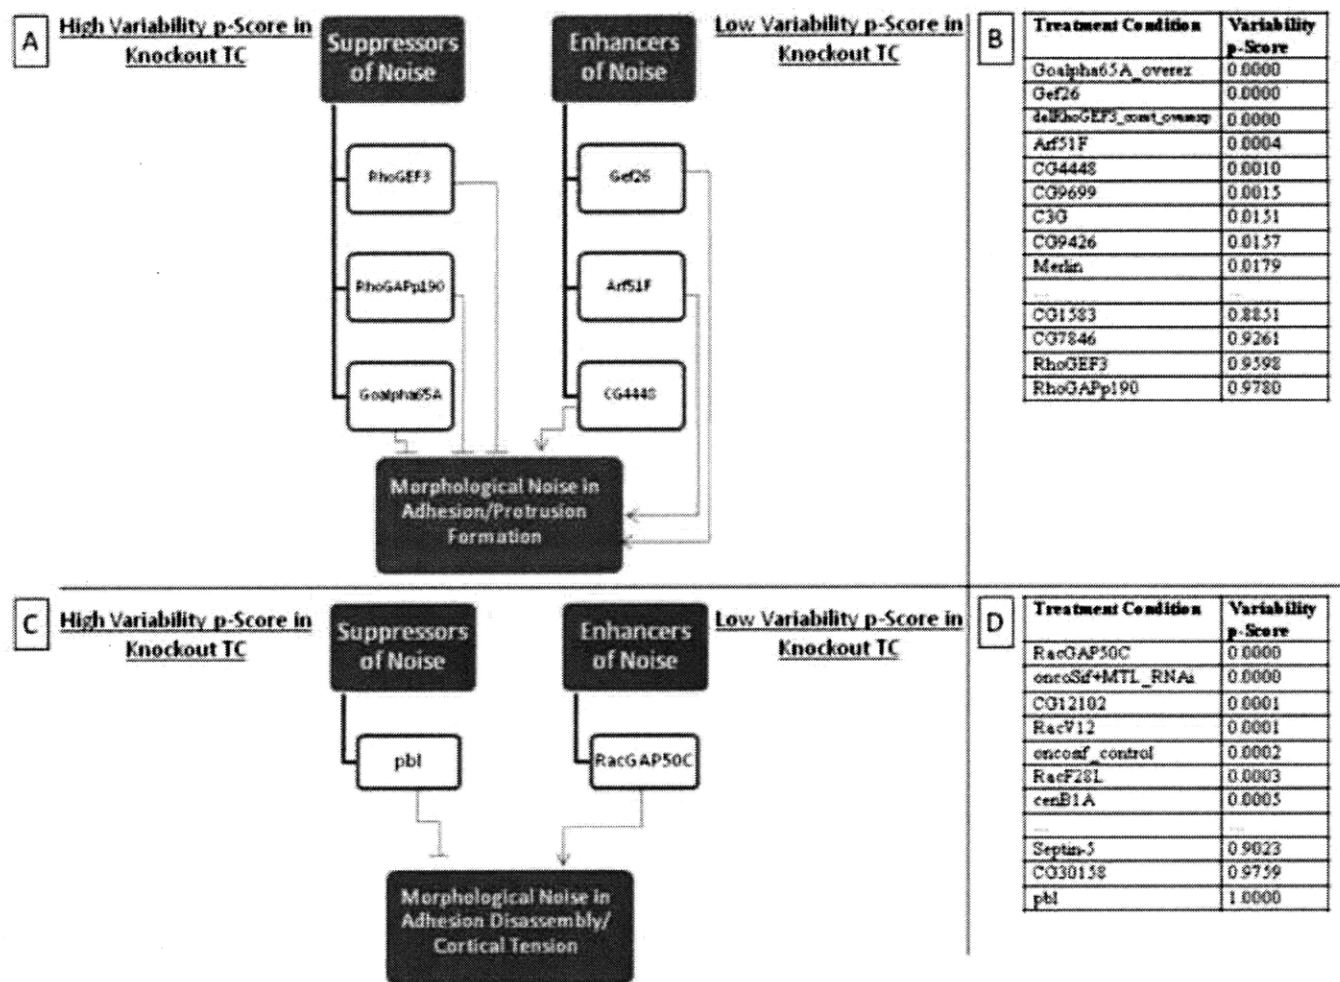 A
High Variability p-Score in
Knockout TC
Suppressors
of Noise
Enhancers
of Noise
Low Variability p-Score in
Knockout TC
RhoGEF3
Gef26
RhoGAPp190
Arf51F
Goalpha65A
CG4448
Morphological Noise in
Adhesion/Protrusion
Formation
B
Treatment Condition Variability p-Score
Goalpha65A_overex 0.0000
Gef26 0.0000
0.0000
Arf51F 0.0004
CG4448 0.0010
CG9699 0.0015
C3G 0.0151
CG9426 0.0157
Merlin 0.0179
... ...
CG1583 0.8851
CG7846 0.9261
RhoGEF3 0.9598
RhoGAPp190 0.9780
C
High Variability p-Score in
Knockout TC
Suppressors
of Noise
Enhancers
of Noise
Low Variability p-Score in
Knockout TC
pbl
RacGAP50C
Morphological Noise in
Adhesion Disassembly/
Cortical Tension
D
Treatment Condition Variability p-Score
RacGAP50C 0.0000
oncoSif+MTL_RNAi 0.0000
CG12102 0.0001
RacV12 0.0001
oncosif_control 0.0002
RacF28L 0.0003
cenB1A 0.0005
... ...
Septin-5 0.9023
CG30158 0.9759
pbl 1.0000